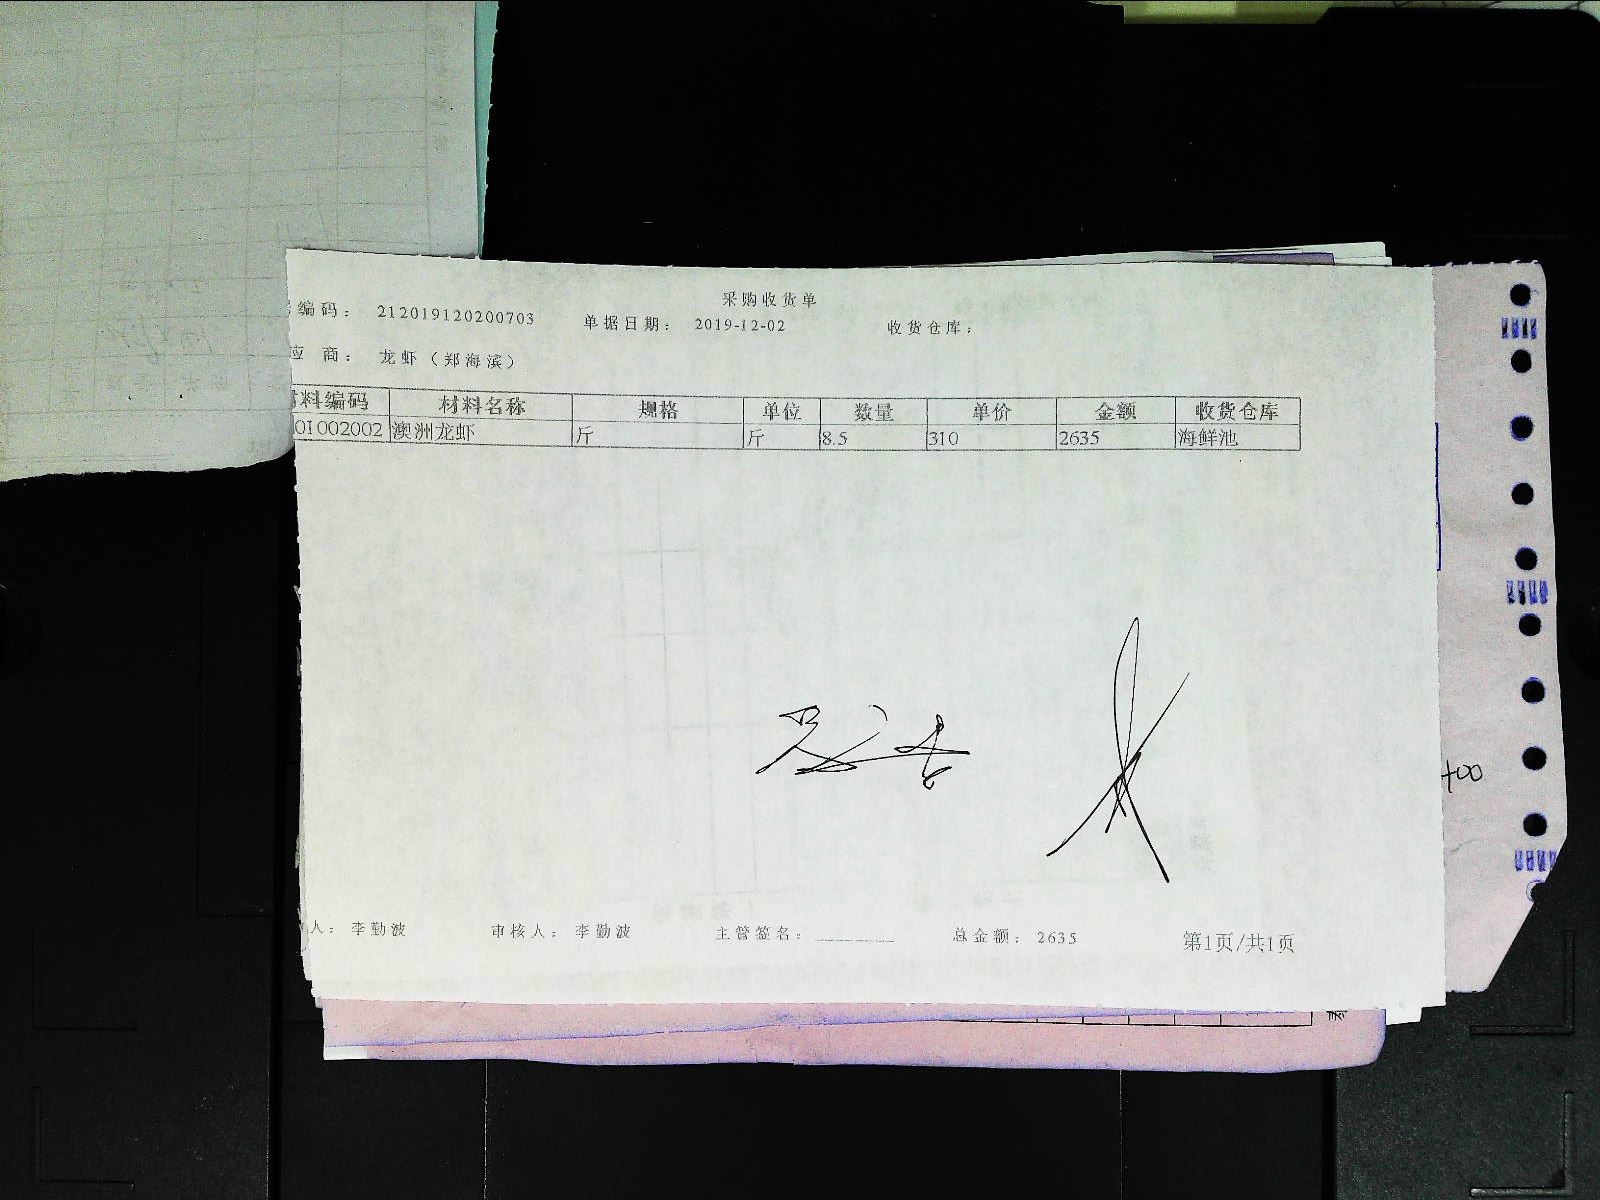 采购收货单
编码： 212019120200703 单据日期： 2019-12-02 收货仓库：
应 商： 龙虾（郑海滨）
材料编码 材料名称 规格 单位 数量 单价 金额 收货仓库
01002002 澳洲龙虾 斤 斤 8.5 310 2635 海鲜池
人： 李勤波 审核人： 李勤波 主管签名： 总金额： 2635 第1页/共1页